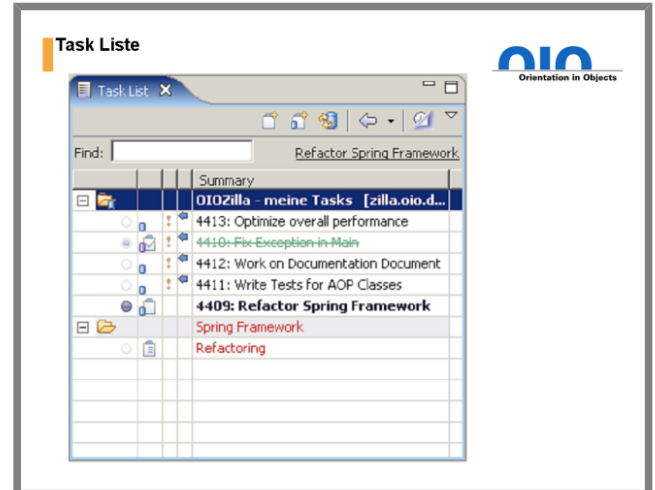 Task Liste
OIO
Orientation in Objects
Task List
Find:
Refactor Spring Framework
Summary
OIOZilla - meine Tasks [zilla.oio.d...
4413: Optimize overall performance
4410: Fix Exception in Main
4412: Work on Documentation Document
4411: Write Tests for AOP Classes
4409: Refactor Spring Framework
Spring Framework
Refactoring